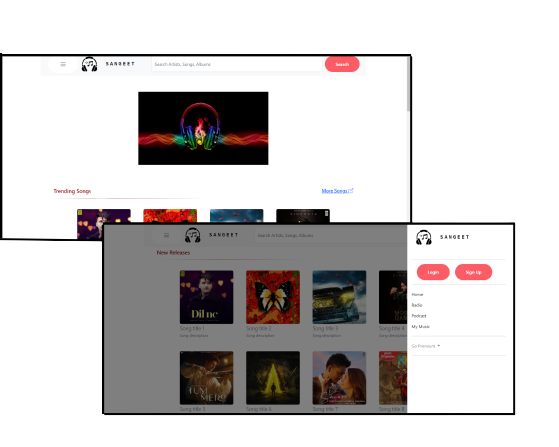 SANGEET
Search Artists, Songs, Albums
Search
Trending Songs
More Songs
SANGEET
Search Artists, Songs, Albums
New Releases
Dil ne
Song title 1
Song description
Song title 2
Song description
Song title 3
Song description
Song title 4
Song description
JUST
MERI
Song title 5
Song title 6
Song title 7
Song title 8
SANGEET
Login
Sign Up
Home
Radio
Podcast
My Music
Go Premium